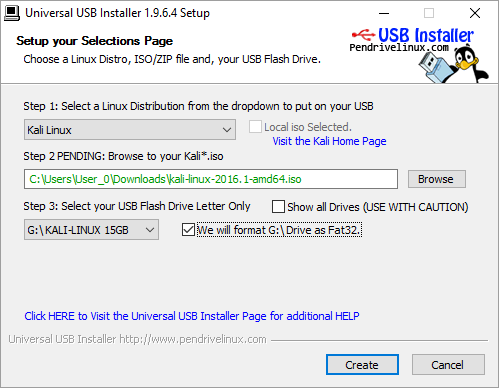 Universal USB Installer 1.9.6.4 Setup
Setup your Selections Page
Choose a Linux Distro, ISO/ZIP file and, your USB Flash Drive.
USB Installer
Pendrivelinux.com
Step 1: Select a Linux Distribution from the dropdown to put on your USB
Kali Linux
Local iso Selected.
Visit the Kali Home Page
Step 2 PENDING: Browse to your Kali*.iso
C:\Users\User_0\Downloads\kali-linux-2016.1-amd64.iso
Browse
Step 3: Select your USB Flash Drive Letter Only
Show all Drives (USE WITH CAUTION)
G:\KALI-LINUX 15GB
We will format G:\Drive as Fat32.
Click HERE to Visit the Universal USB Installer Page for additional HELP
Universal USB Installer http://www.pendrivelinux.com
Create
Cancel